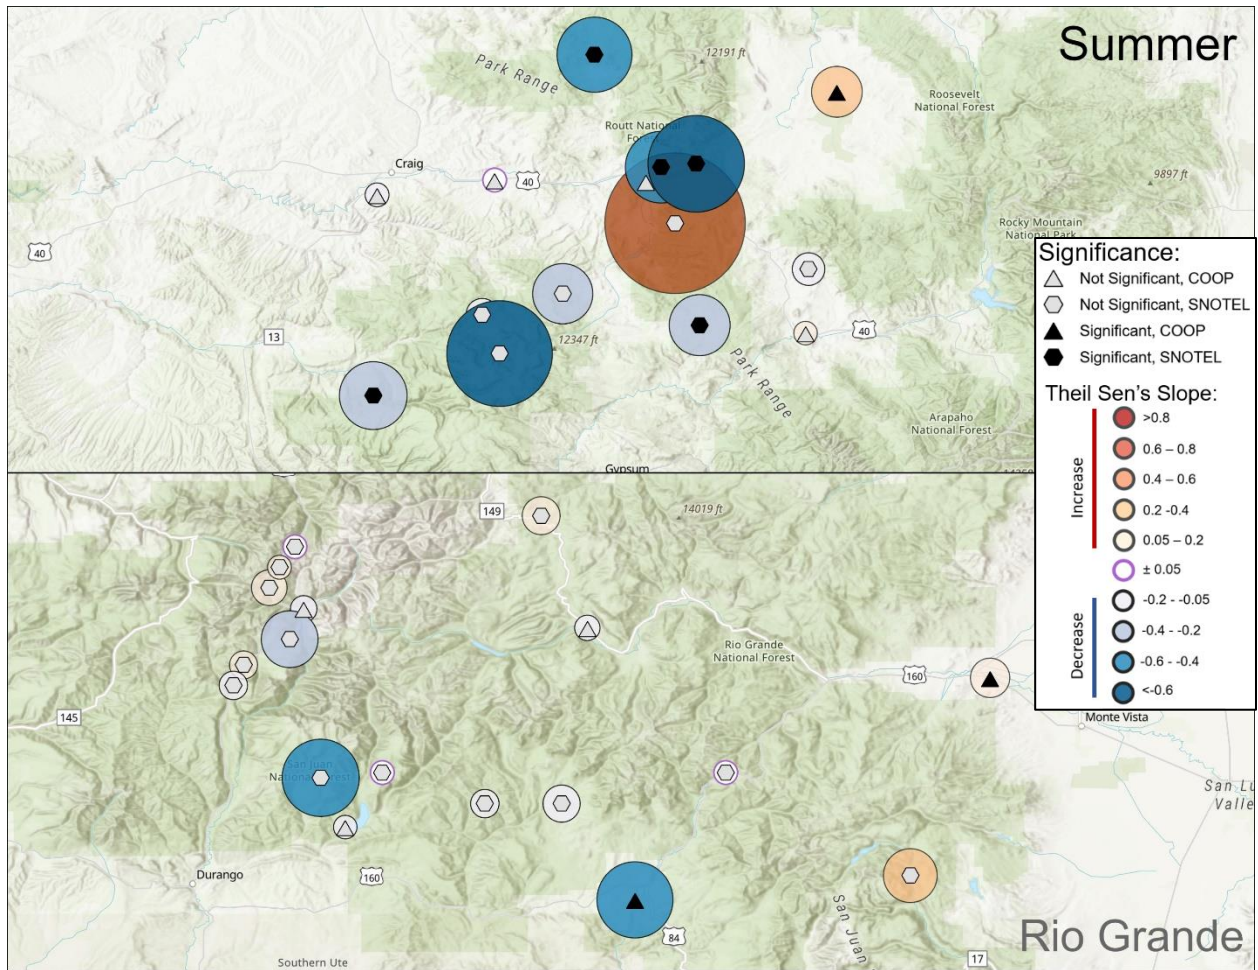 Summer
12191 ft
Park Range
Roosevelt
National Forest
Routt National
Craig
40
9897 ft
Rocky Mountain
National Park
40
13
12347 ft
40
Park Range
Arapaho
National Forest
Gypsum
Significance:
Not Significant, COOP
Not Significant, SNOTEL
Significant, COOP
Significant, SNOTEL
Theil Sen's Slope:
Increase
>0.8
0.6 – 0.8
0.4 – 0.6
0.2 -0.4
0.05 – 0.2
± 0.05
Decrease
-0.2 - -0.05
-0.4 - -0.2
-0.6 - -0.4
<-0.6
149
14019 ft
Rio Grande
National Forest
160
145
Monte Vista
San Juan
National Forest
San Lu
Valle
Durango
160
San Juan
84
Rio Grande
17
Southern Ute